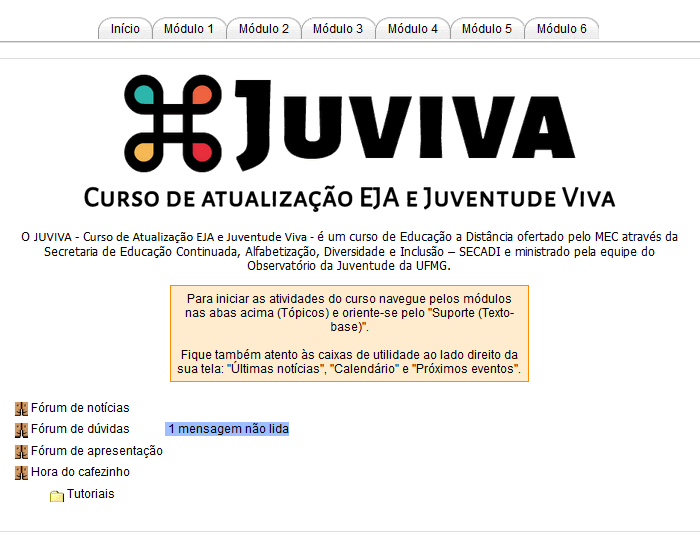 Início Módulo 1 Módulo 2 Módulo 3 Módulo 4 Módulo 5 Módulo 6
JUVIVA
CURSO DE ATUALIZAÇÃO EJA E JUVENTUDE VIVA
O JUVIVA - Curso de Atualização EJA e Juventude Viva - é um curso de Educação a Distância ofertado pelo MEC através da
Secretaria de Educação Continuada, Alfabetização, Diversidade e Inclusão – SECADI e ministrado pela equipe do
Observatório da Juventude da UFMG.
Para iniciar as atividades do curso navegue pelos módulos
nas abas acima (Tópicos) e oriente-se pelo "Suporte (Texto-
base)".
Fique também atento às caixas de utilidade ao lado direito da
sua tela: "Últimas notícias", "Calendário" e "Próximos eventos".
Fórum de notícias
Fórum de dúvidas 1 mensagem não lida
Fórum de apresentação
Hora do cafezinho
Tutoriais